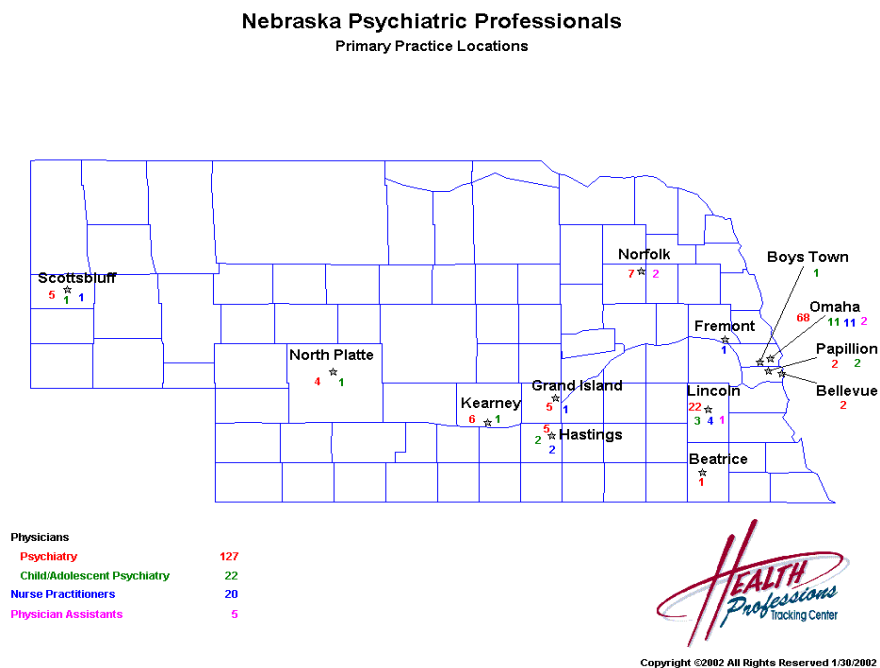 Nebraska Psychiatric Professionals
Primary Practice Locations
Norfolk
7 2
Boys Town
1
Scottsbluff
5 1 1
Omaha
68 11 11 2
Fremont
1
Papillion
2 2
North Platte
4 1
Grand Island
5 1
Lincoln
22
3 4 1
Bellevue
2
Kearney
6 1
5
2 Hastings
2
Beatrice
1
Physicians
Psychiatry 127
Child/Adolescent Psychiatry 22
Nurse Practitioners 20
Physician Assistants 5
HEALTH
Professions
Tracking Center
Copyright ©2002 All Rights Reserved 1/30/2002